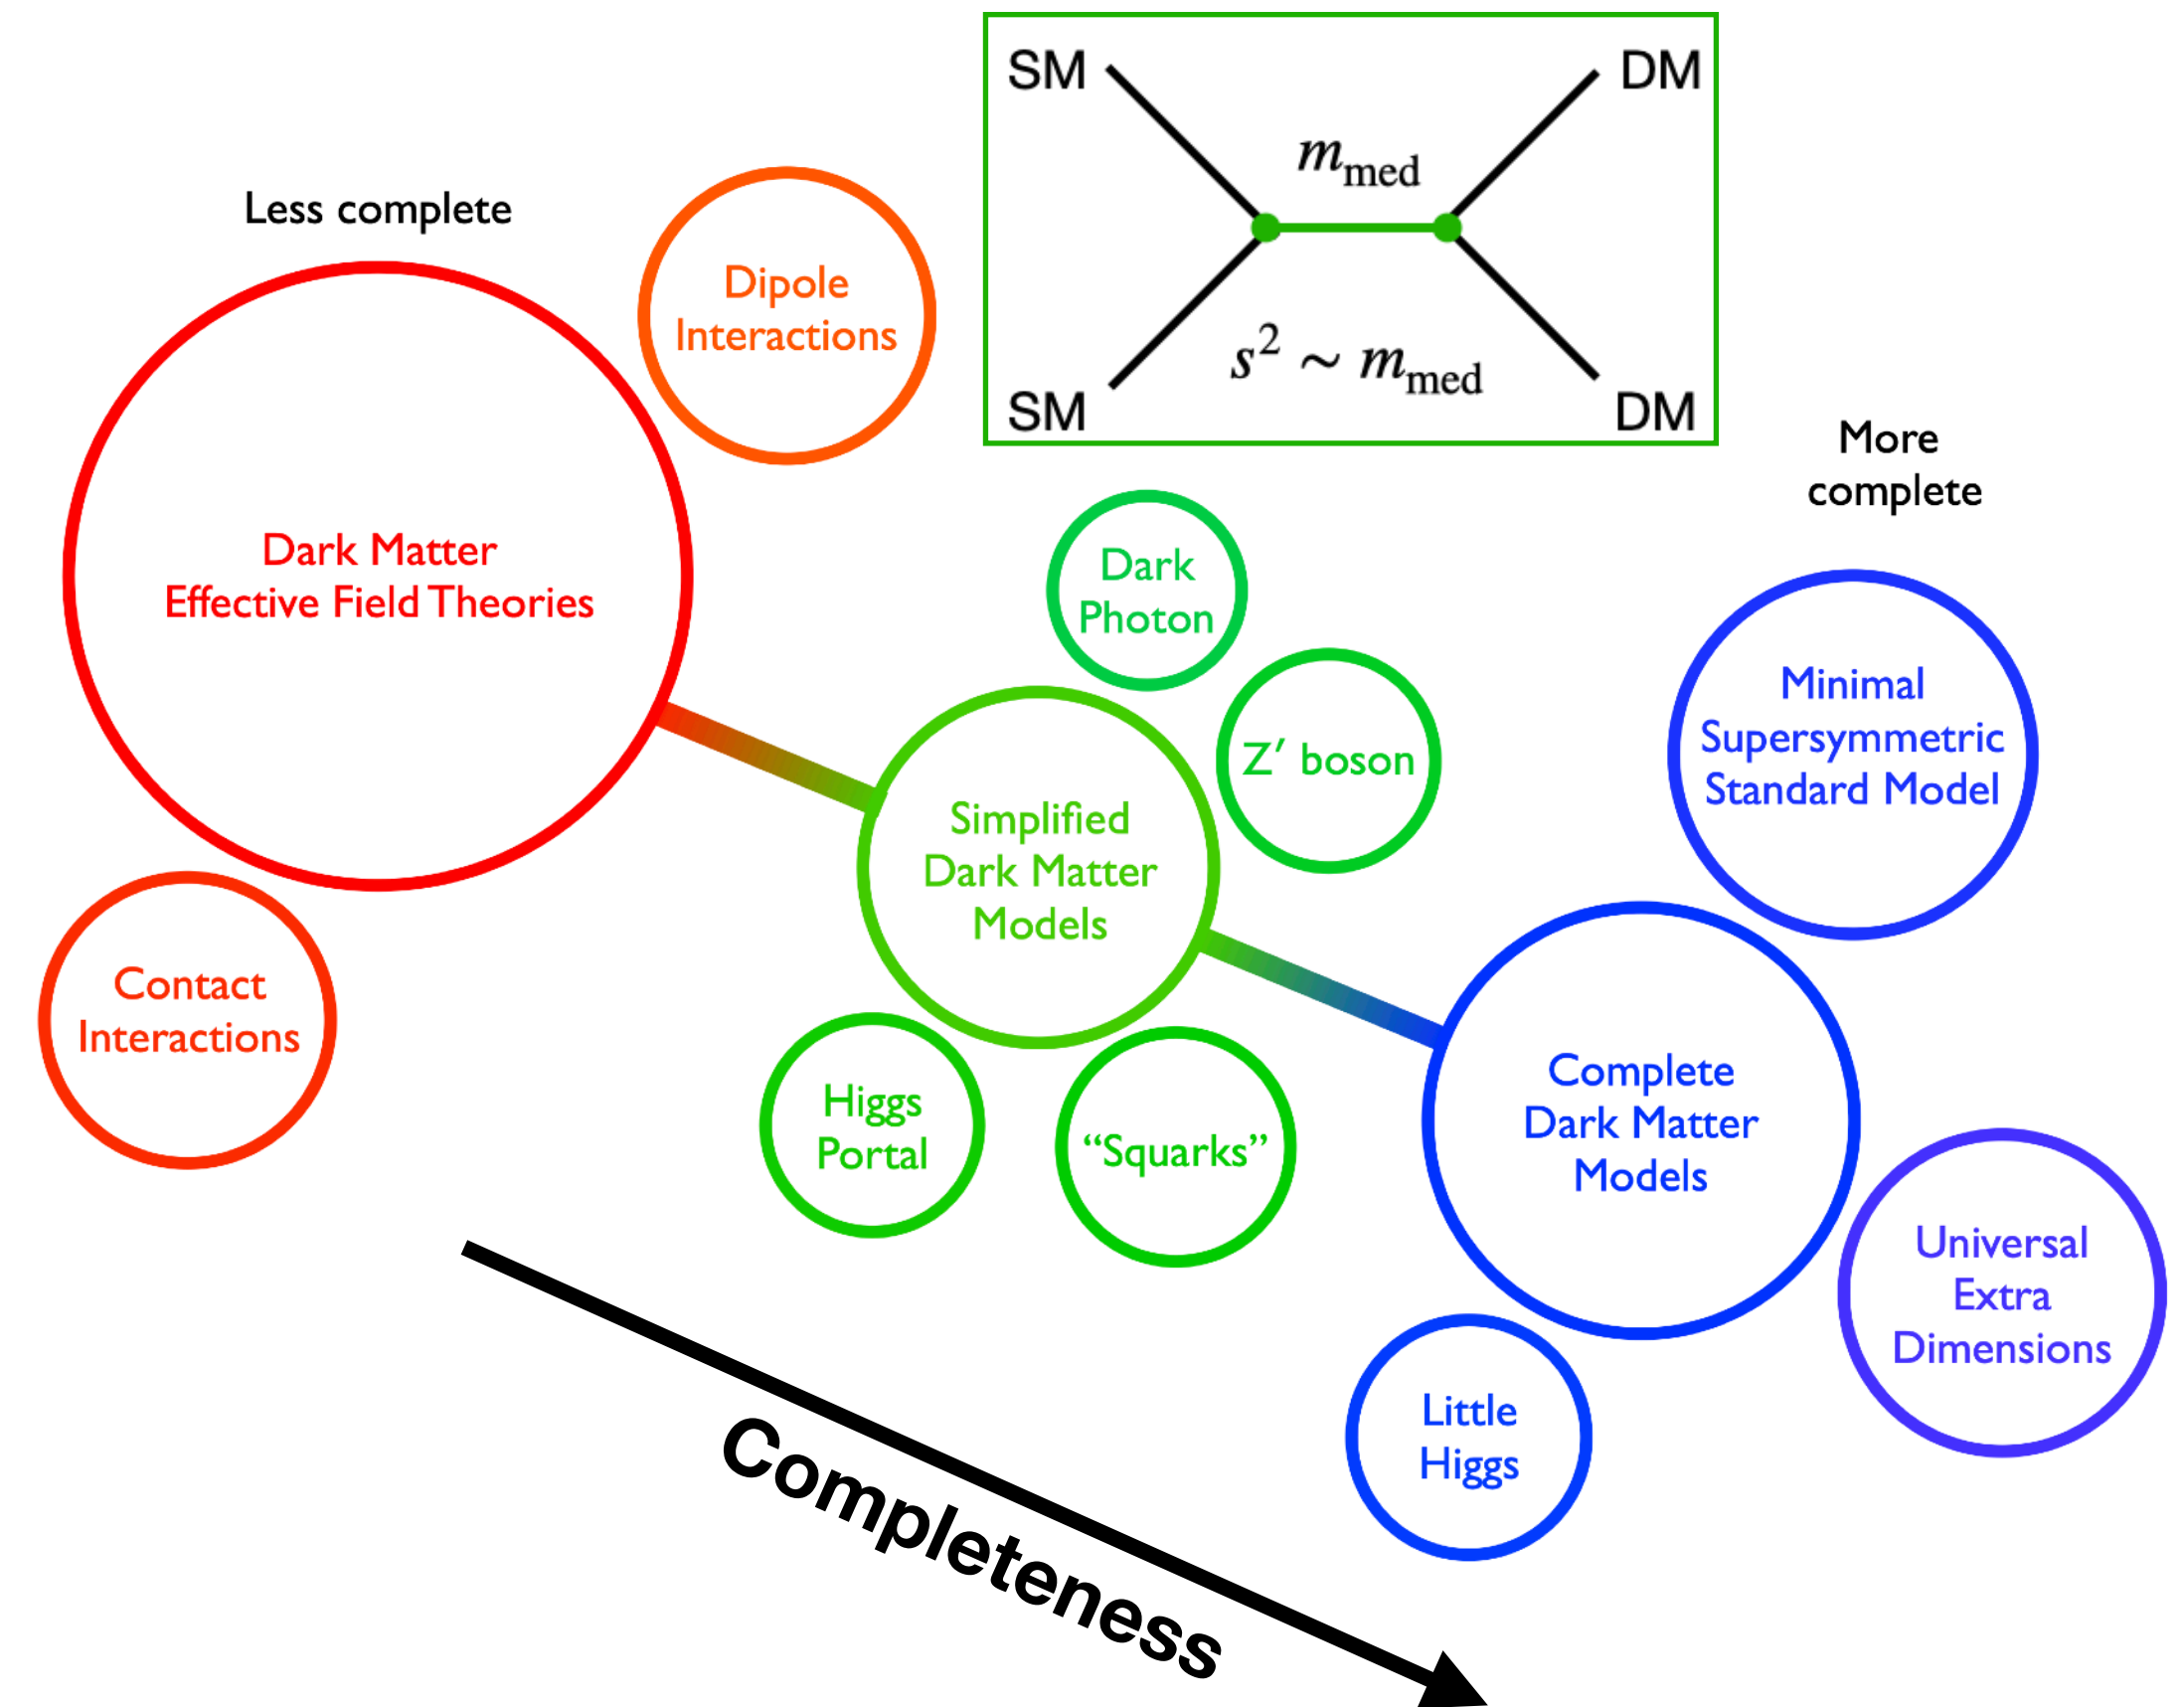 SM
DM
m_med
s² ~ m_med
SM
DM
Less complete
Dipole
Interactions
More
complete
Dark Matter
Effective Field Theories
Dark
Photon
Z′ boson
Minimal
Supersymmetric
Standard Model
Simplified
Dark Matter
Models
Contact
Interactions
Higgs
Portal
“Squarks”
Complete
Dark Matter
Models
Universal
Extra
Dimensions
Little
Higgs
Completeness